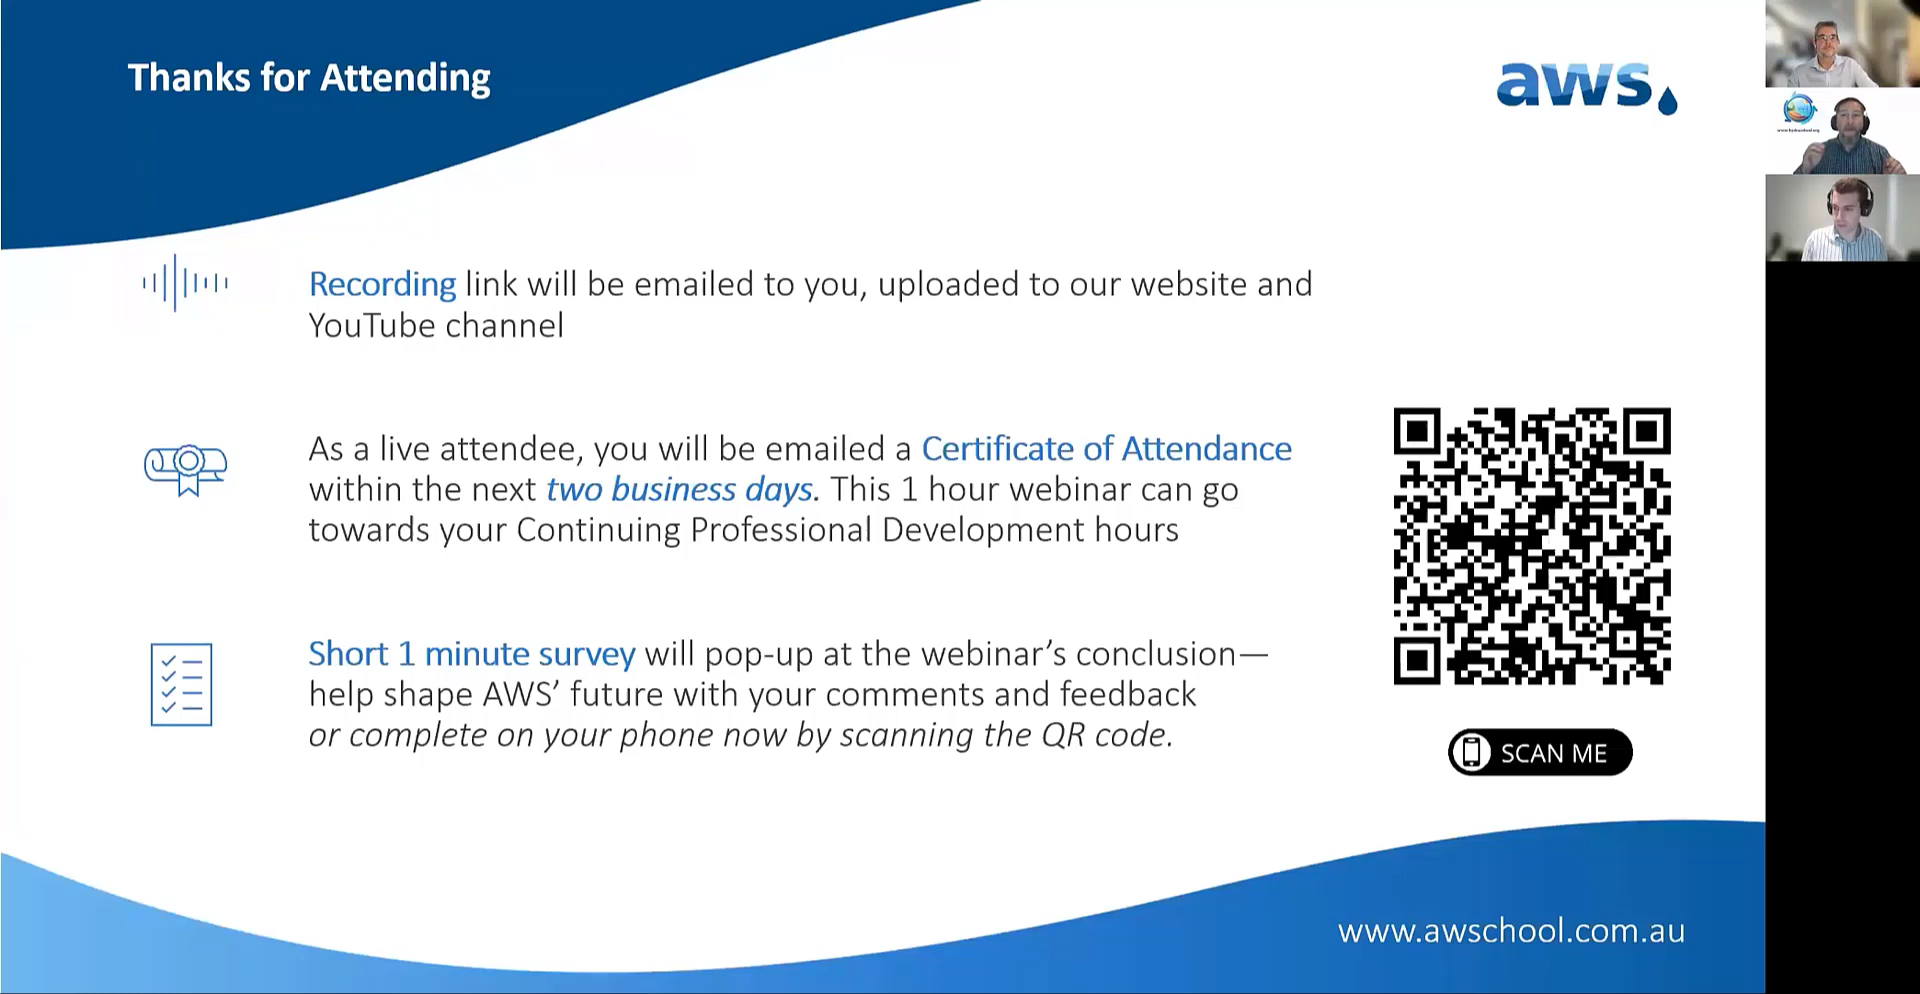 Thanks for Attending
aws
Recording link will be emailed to you, uploaded to our website and
YouTube channel
As a live attendee, you will be emailed a Certificate of Attendance
within the next two business days. This 1 hour webinar can go
towards your Continuing Professional Development hours
Short 1 minute survey will pop-up at the webinar’s conclusion—
help shape AWS’ future with your comments and feedback
or complete on your phone now by scanning the QR code.
SCAN ME
www.awschool.com.au